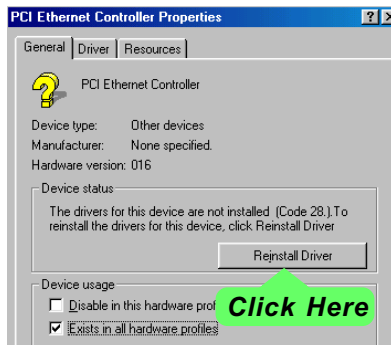 PCI Ethernet Controller Properties
General Driver Resources
PCI Ethernet Controller
Device type: Other devices
Manufacturer: None specified.
Hardware version: 016
Device status
The drivers for this device are not installed (Code 28.).To
reinstall the drivers for this device, click Reinstall Driver
Reinstall Driver
Device usage
Disable in this hardware prof
Click Here
Exists in all hardware profiles